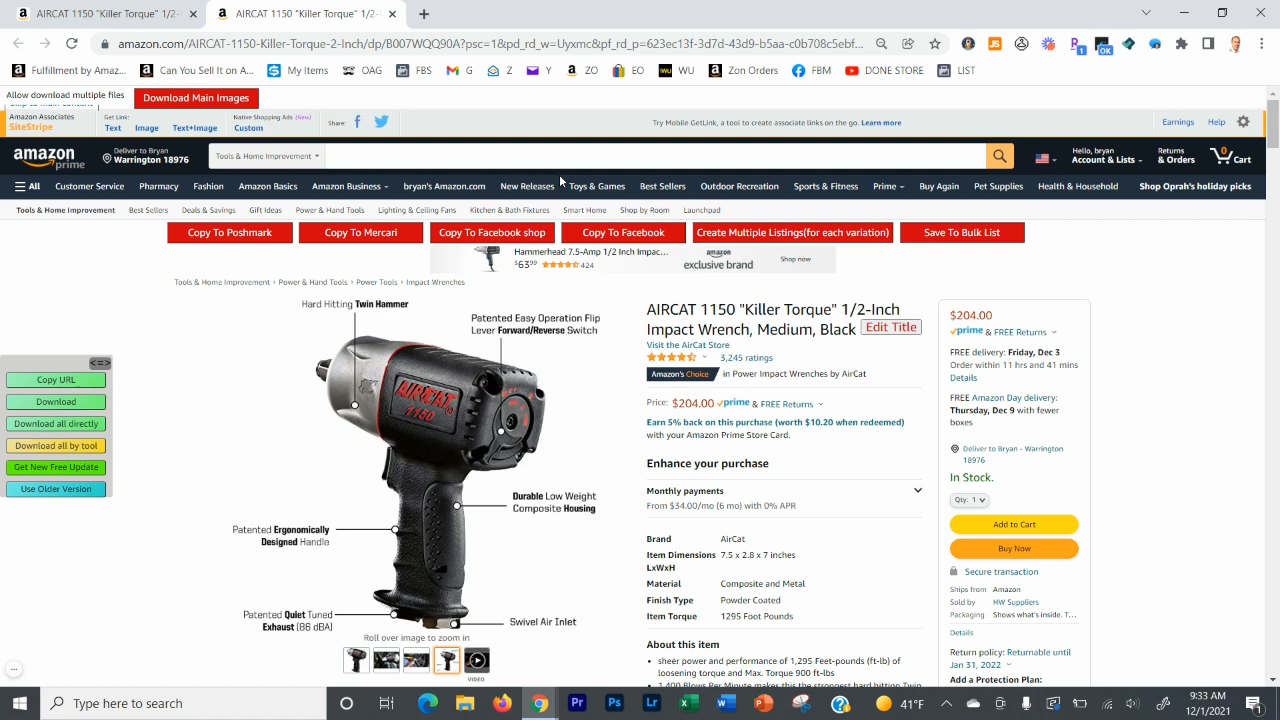 AIRCAT 1150 "Killer Torque" 1/2-
AIRCAT 1150 "Killer Torque" 1/2-
amazon.com/AIRCAT-1150-Killer-Torque-Impact-Wrench/
Fulfillment by Amaz...
Can You Sell It on A...
My Items
OAG
FBS
G
Z
Y
ZO
EO
WU
Zon Orders
FBM
DONE STORE
LIST
Allow download multiple files
Download Main Images
Amazon Associates
SiteStripe
Get Link:
Text Image Text+Image
Native Shopping Ads (New)
Custom
Share:
Try Mobile GetLink, a tool to create associate links on the go. Learn more
Earnings Help
amazon
prime
Deliver to Bryan
Warrington 18976
Tools & Home Improvement
Hello, bryan
Account & Lists
Returns
& Orders
0
Cart
All
Customer Service
Pharmacy
Fashion
Amazon Basics
Amazon Business
bryan's Amazon.com
New Releases
Toys & Games
Best Sellers
Outdoor Recreation
Sports & Fitness
Prime
Buy Again
Pet Supplies
Health & Household
Shop Oprah's holiday picks
Tools & Home Improvement
Best Sellers
Deals & Savings
Gift Ideas
Power & Hand Tools
Lighting & Ceiling Fans
Kitchen & Bath Fixtures
Smart Home
Shop by Room
Launchpad
Copy To Poshmark
Copy To Mercari
Copy To Facebook shop
Copy To Facebook
Create Multiple Listings(for each variation)
Save To Bulk List
Hammerhead 7.5-Amp 1/2 Inch Impac...
$63.99 424
amazon
exclusive brand
Shop now
Tools & Home Improvement › Power & Hand Tools › Power Tools › Impact Wrenches
Hard Hitting Twin Hammer
Patented Easy Operation Flip
Lever Forward/Reverse Switch
AIRCAT
1150
Durable Low Weight
Composite Housing
Patented Ergonomically
Designed Handle
Patented Quiet Tuned
Exhaust (86 dBA)
Swivel Air Inlet
Roll over image to zoom in
VIDEO
<=>
Copy URL
Download
Download all directly
Download all by tool
Get New Free Update
Use Older Version
AIRCAT 1150 "Killer Torque" 1/2-Inch
Impact Wrench, Medium, Black
Edit Title
Visit the AirCat Store
3,245 ratings
Amazon's Choice in Power Impact Wrenches by AirCat
Price: $204.00 prime & FREE Returns
Earn 5% back on this purchase (worth $10.20 when redeemed)
with your Amazon Prime Store Card.
Enhance your purchase
Monthly payments
From $34.00/mo (6 mo) with 0% APR
Brand AirCat
Item Dimensions 7.5 x 2.8 x 7 inches
LxWxH
Material Composite and Metal
Finish Type Powder Coated
Item Torque 1295 Foot Pounds
About this item
• sheer power and performance of 1,295 Feet-pounds (ft-lb) of
loosening torque and Max. Torque 900 ft-lbs
• 1,400 Blows Per Minute makes this the strongest hard hitting Twin
$204.00
prime & FREE Returns
FREE delivery: Friday, Dec 3
Order within 11 hrs and 41 mins
Details
FREE Amazon Day delivery:
Thursday, Dec 9 with fewer
boxes
Deliver to Bryan - Warrington
18976
In Stock.
Qty: 1
Add to Cart
Buy Now
Secure transaction
Ships from Amazon
Sold by HW Suppliers
Packaging Shows what's inside. T...
Details
Return policy: Returnable until
Jan 31, 2022
Add a Protection Plan:
Type here to search
41°F
9:33 AM
12/1/2021